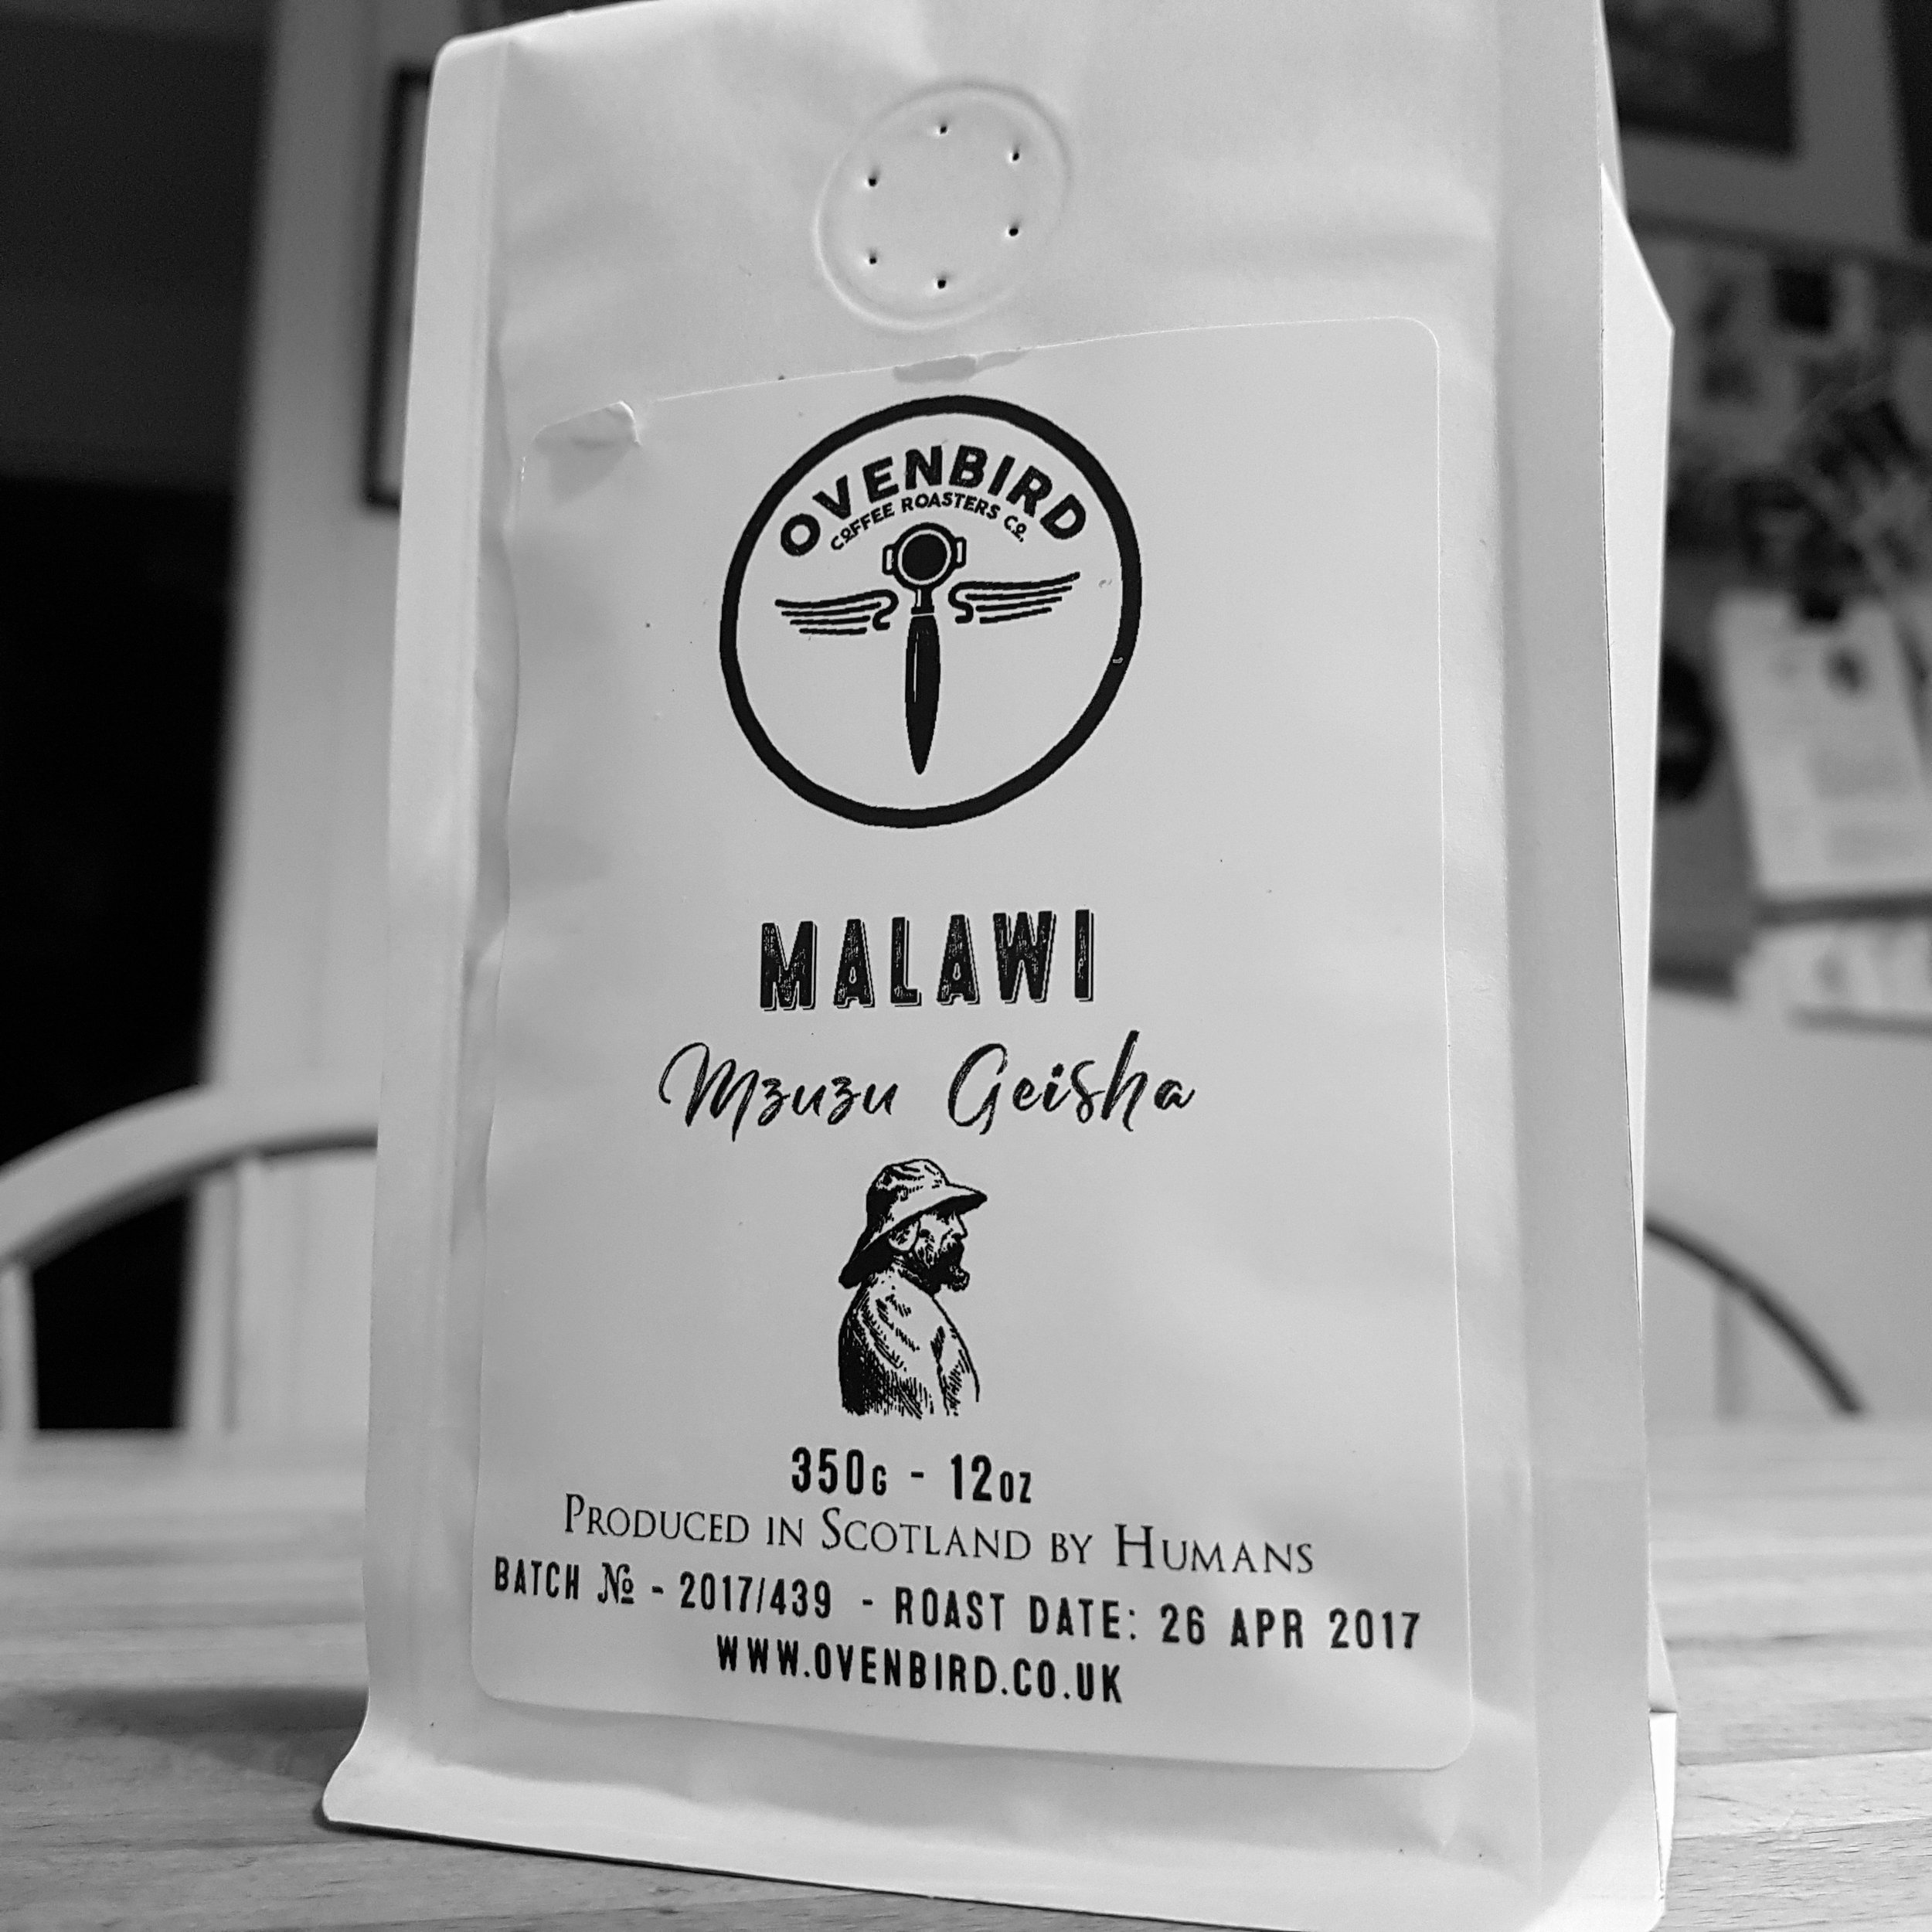 OVENBIRD
COFFEE ROASTERS CO.
MALAWI
Mzuzu Geisha
350G - 12OZ
PRODUCED IN SCOTLAND BY HUMANS
BATCH № - 2017/439 - ROAST DATE: 26 APR 2017
WWW.OVENBIRD.CO.UK